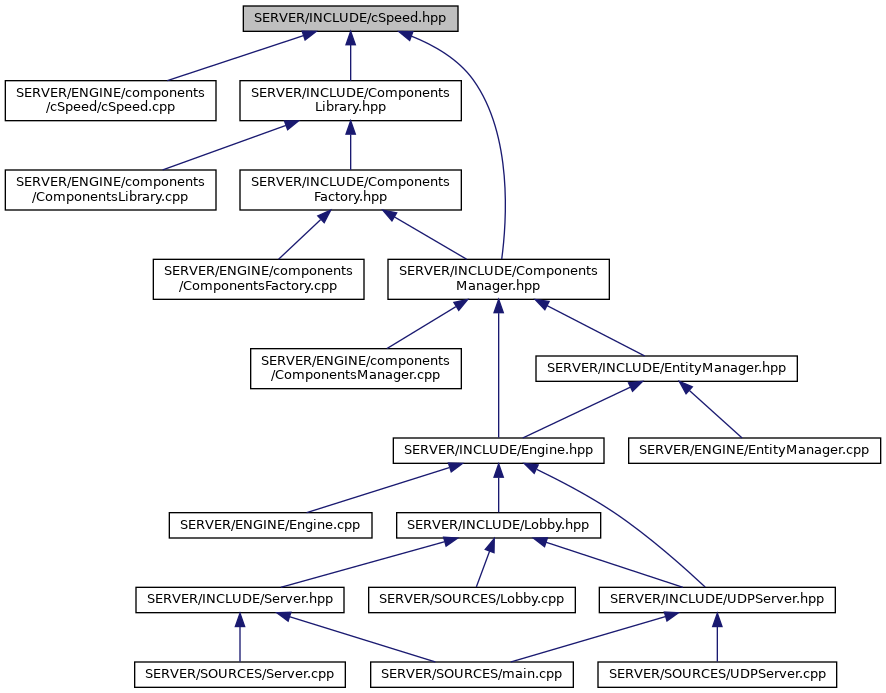 SERVER/INCLUDE/cSpeed.hpp
SERVER/ENGINE/components
/cSpeed/cSpeed.cpp
SERVER/INCLUDE/Components
Library.hpp
SERVER/ENGINE/components
/ComponentsLibrary.cpp
SERVER/INCLUDE/Components
Factory.hpp
SERVER/ENGINE/components
/ComponentsFactory.cpp
SERVER/INCLUDE/Components
Manager.hpp
SERVER/ENGINE/components
/ComponentsManager.cpp
SERVER/INCLUDE/EntityManager.hpp
SERVER/INCLUDE/Engine.hpp
SERVER/ENGINE/EntityManager.cpp
SERVER/ENGINE/Engine.cpp
SERVER/INCLUDE/Lobby.hpp
SERVER/INCLUDE/Server.hpp
SERVER/SOURCES/Lobby.cpp
SERVER/INCLUDE/UDPServer.hpp
SERVER/SOURCES/Server.cpp
SERVER/SOURCES/main.cpp
SERVER/SOURCES/UDPServer.cpp